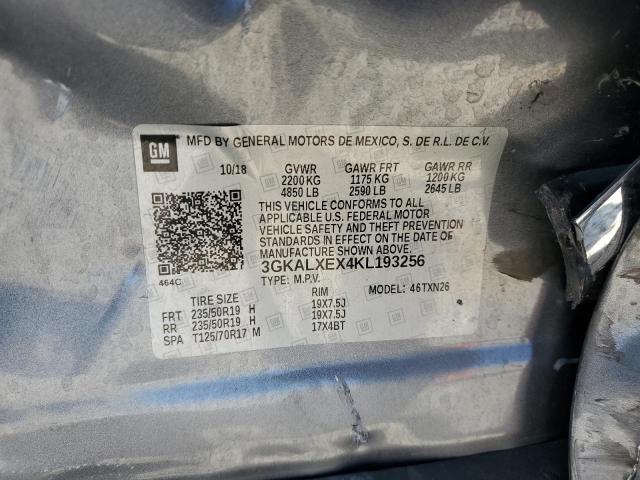 GM
MFD BY GENERAL MOTORS DE MEXICO, S. DE R.L. DE C.V.
10/18 GVWR GAWR FRT GAWR RR
2200 KG 1175 KG 1200 KG
4850 LB 2590 LB 2645 LB
THIS VEHICLE CONFORMS TO ALL
APPLICABLE U.S. FEDERAL MOTOR
VEHICLE SAFETY AND THEFT PREVENTION
STANDARDS IN EFFECT ON THE DATE OF
MANUFACTURE SHOWN ABOVE.
3GKALXEX4KL193256
464C
TYPE: M.P.V. MODEL: 46TXN26
TIRE SIZE RIM
FRT 235/50R19 H 19X7.5J
RR 235/50R19 H 19X7.5J
SPA T125/70R17 M 17X4BT